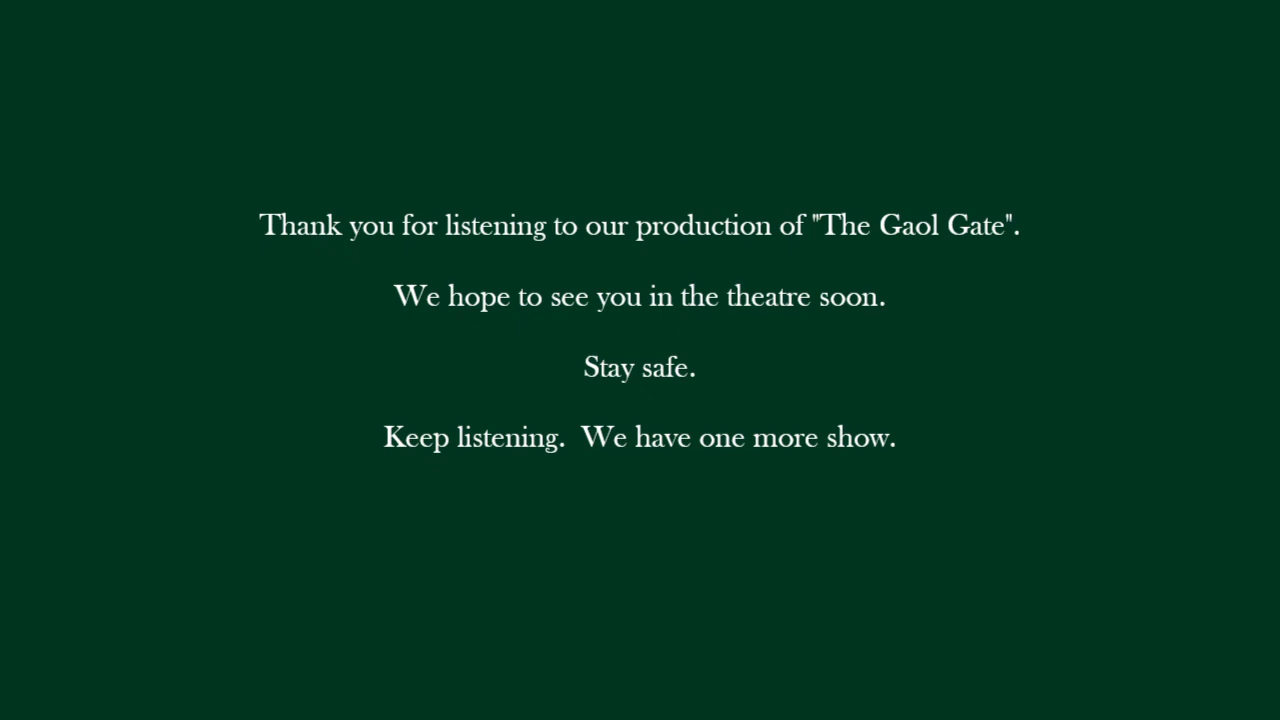 Thank you for listening to our production of "The Gaol Gate".
We hope to see you in the theatre soon.
Stay safe.
Keep listening.  We have one more show.